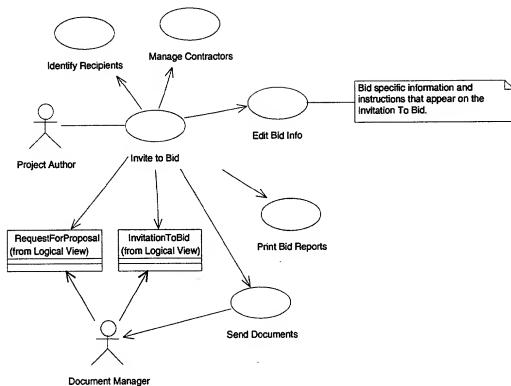 Identify Recipients
Manage Contractors
Bid specific information and
instructions that appear on the
Invitation To Bid.
Edit Bid Info
Project Author
Invite to Bid
RequestForProposal
(from Logical View)
InvitationToBid
(from Logical View)
Print Bid Reports
Send Documents
Document Manager